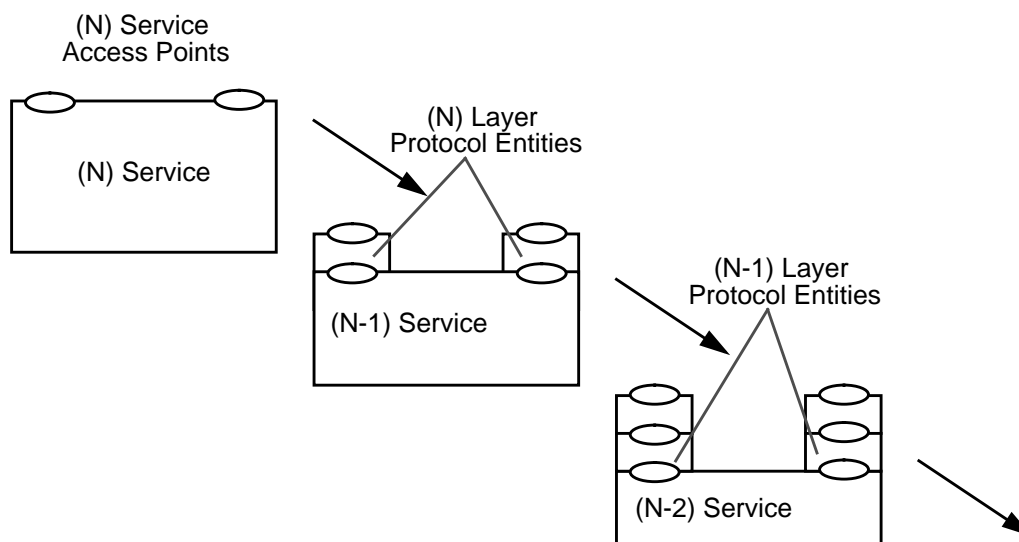 (N) Service
Access Points
(N) Service
(N) Layer
Protocol Entities
(N-1) Service
(N-1) Layer
Protocol Entities
(N-2) Service